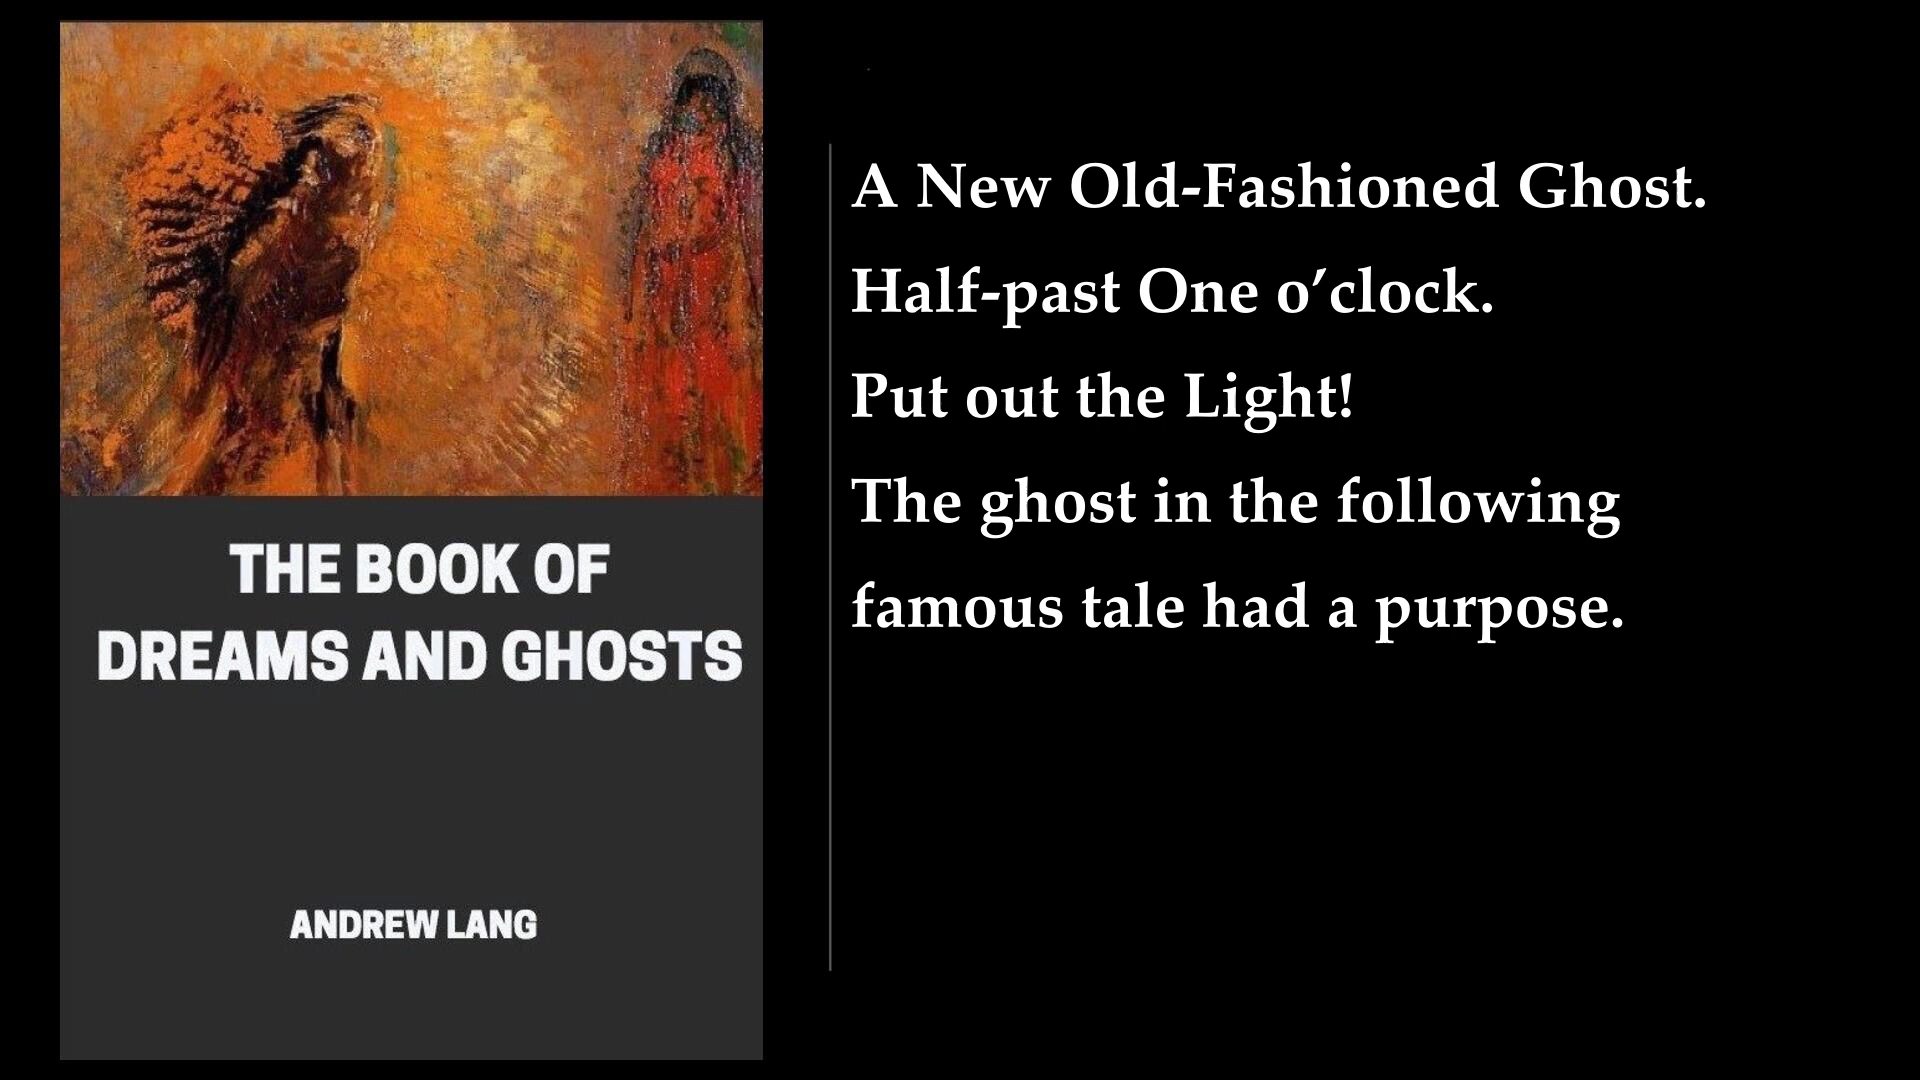 THE BOOK OF
DREAMS AND GHOSTS
ANDREW LANG
A New Old-Fashioned Ghost.
Half-past One o’clock.
Put out the Light!
The ghost in the following
famous tale had a purpose.